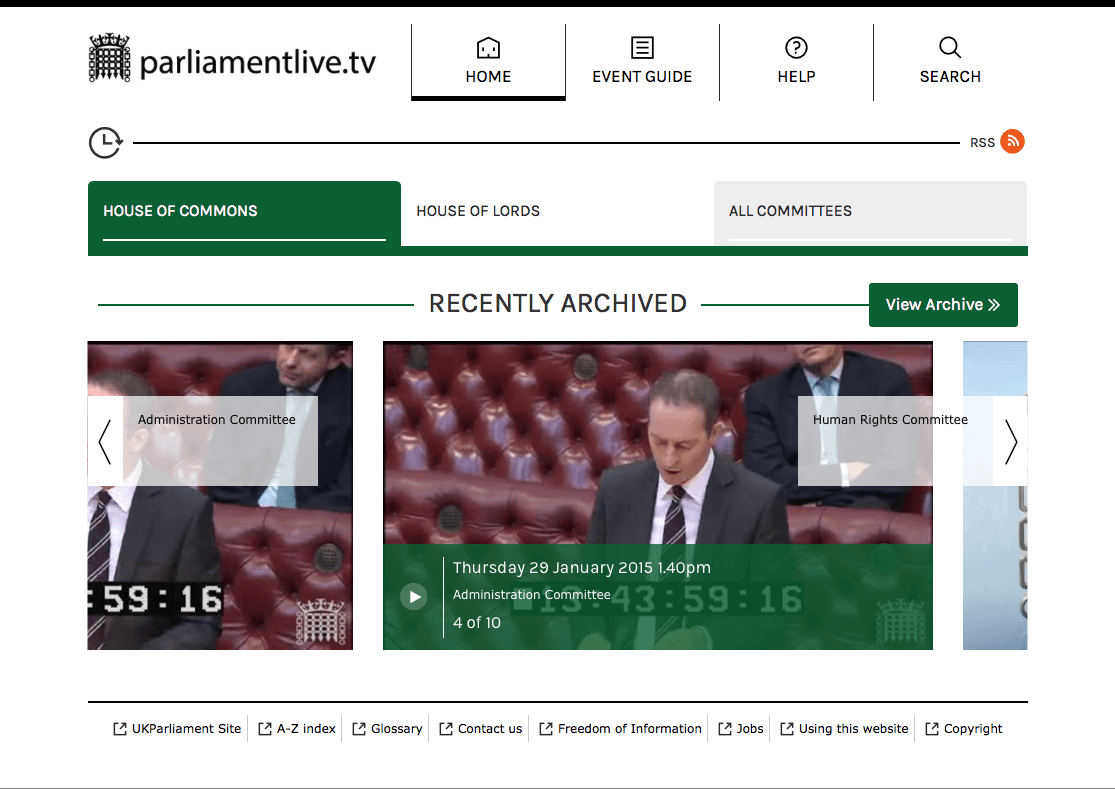 parliamentlive.tv
HOME
EVENT GUIDE
HELP
SEARCH
RSS
HOUSE OF COMMONS
HOUSE OF LORDS
ALL COMMITTEES
RECENTLY ARCHIVED
View Archive
Administration Committee
Human Rights Committee
:59:16
Thursday 29 January 2015 1.40pm
Administration Committee
13:43:59:16
4 of 10
UKParliament Site
A-Z index
Glossary
Contact us
Freedom of Information
Jobs
Using this website
Copyright